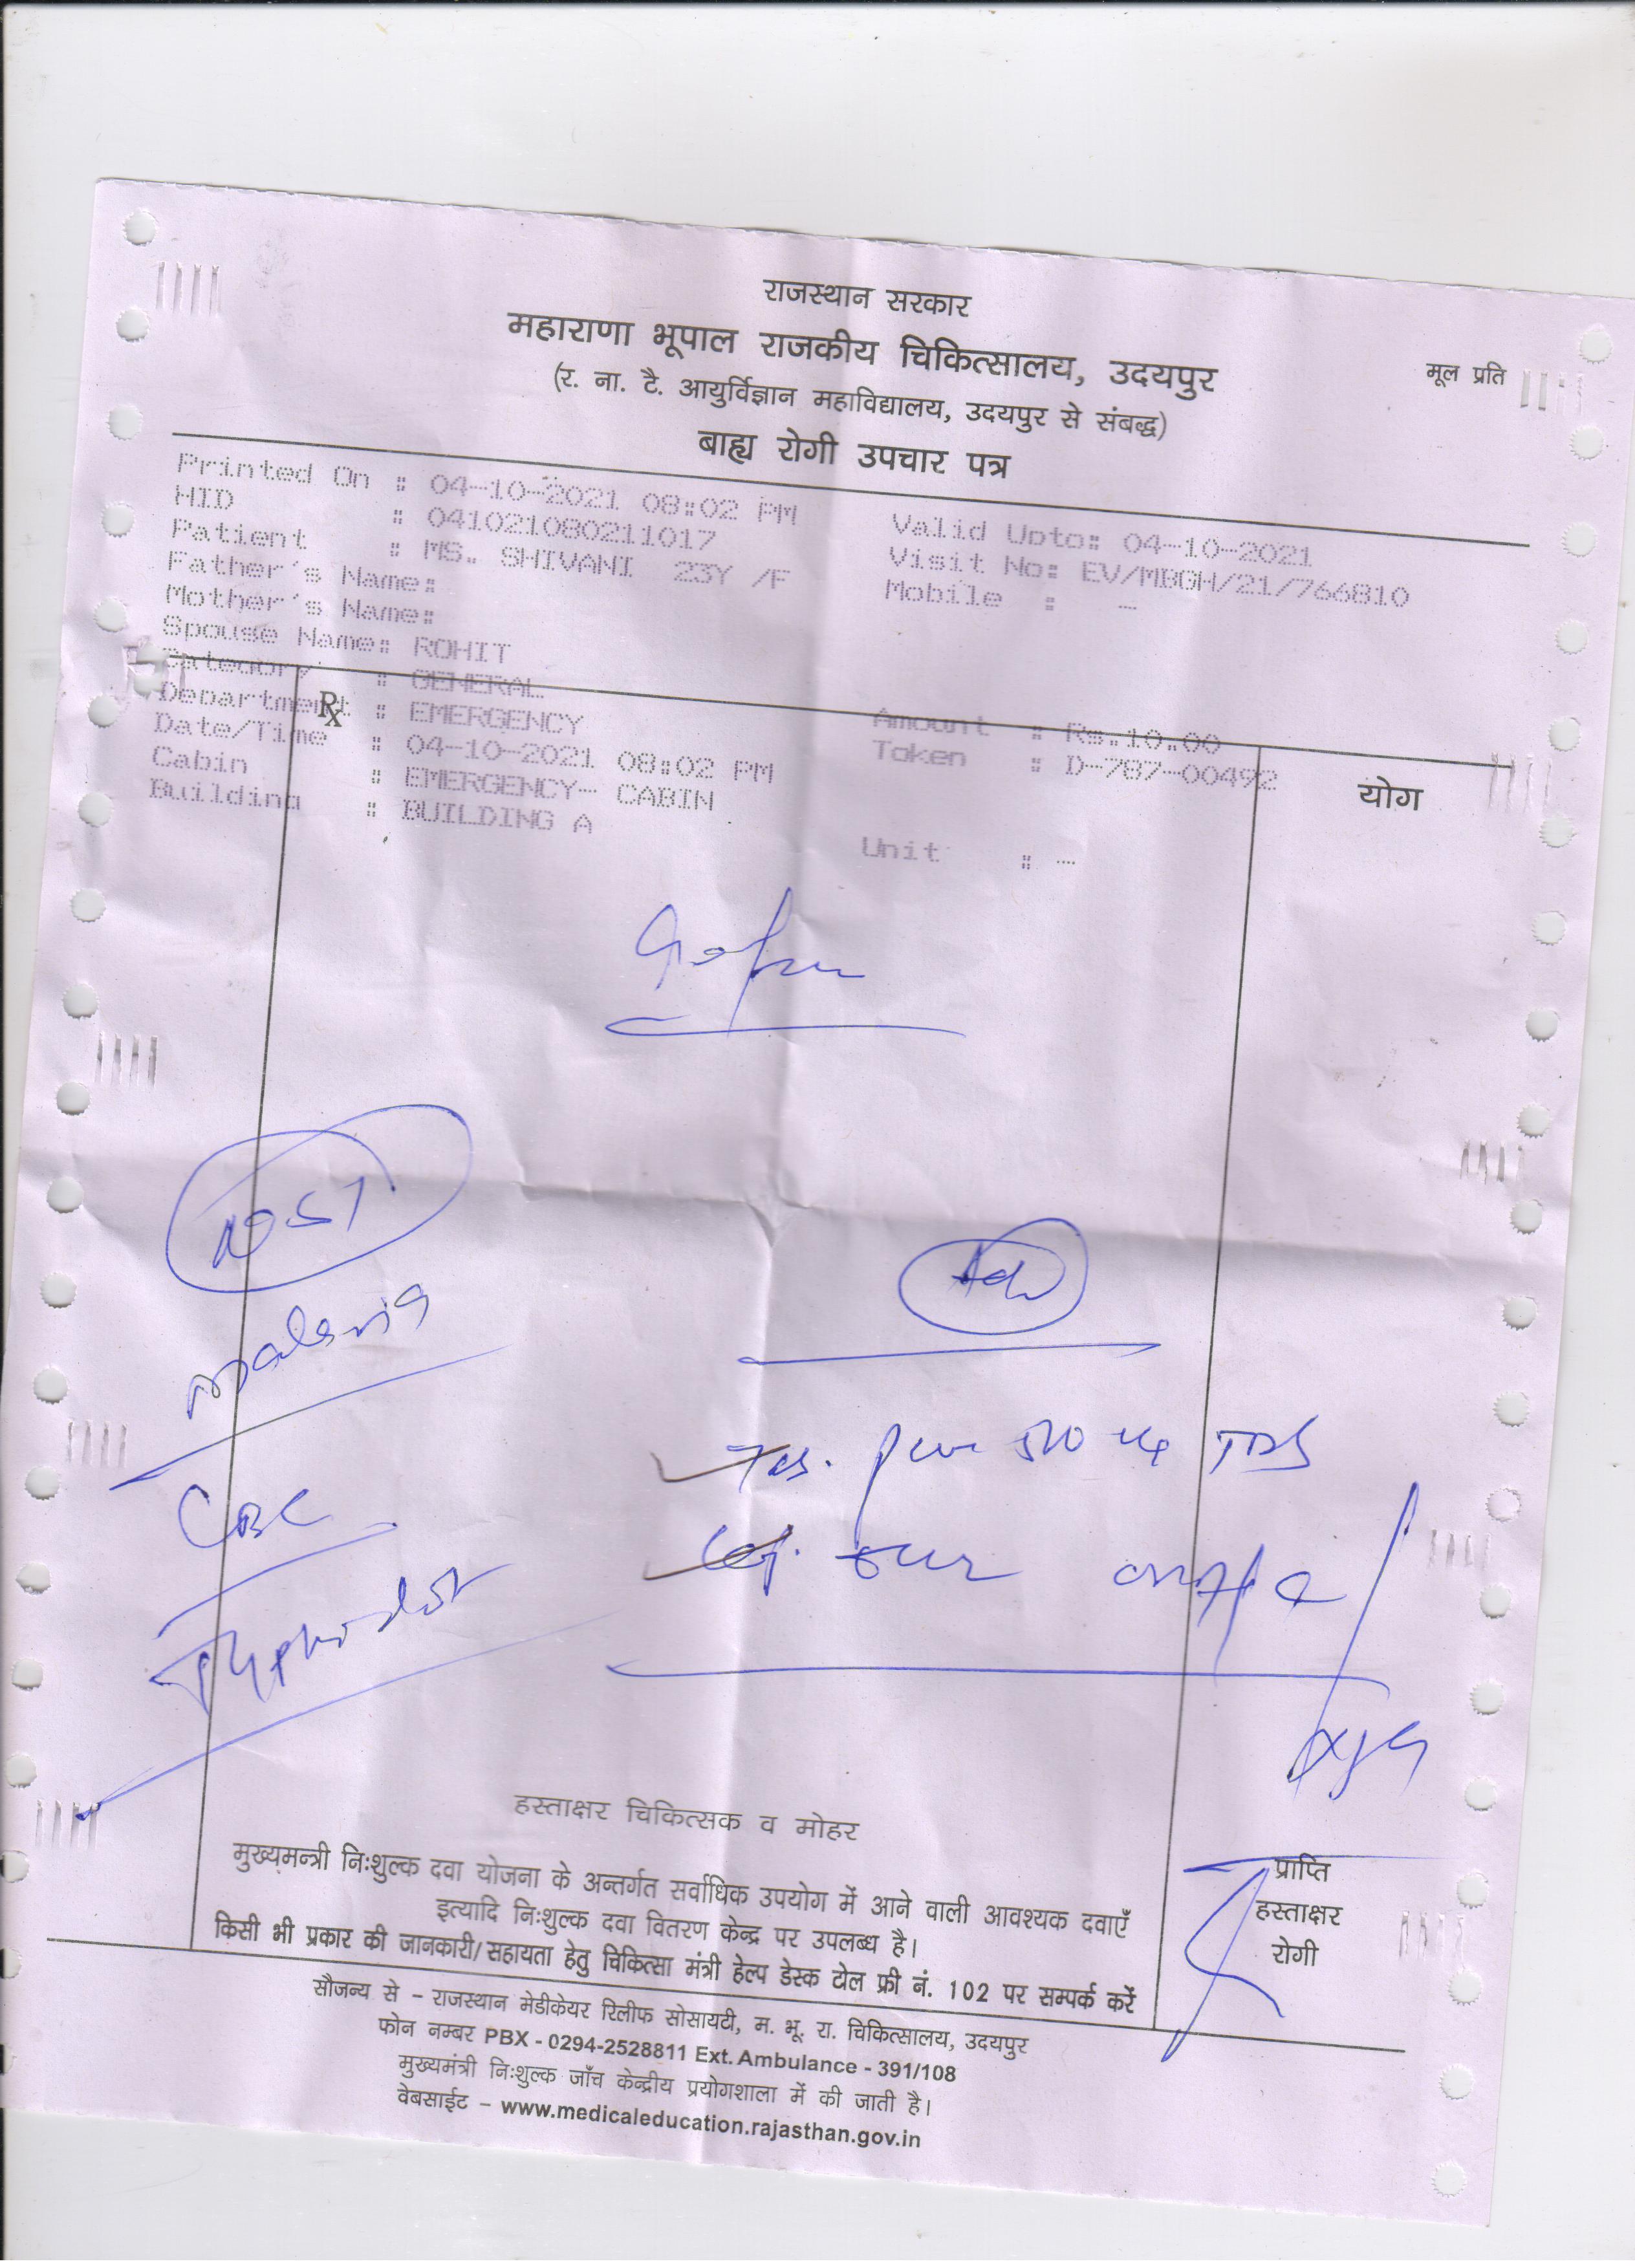 राजस्थान सरकार
महाराणा भूपाल राजकीय चिकित्सालय, उदयपुर
मूल प्रति
(र. ना. टै. आयुर्विज्ञान महाविद्यालय, उदयपुर से संबद्ध)
बाह्य रोगी उपचार पत्र
Printed On : 04-10-2021 08:02 PM Valid Upto: 04-10-2021
HID : 041021080211017 Visit No: EV/MBGH/21/766810
Patient : MS. SHIVANI 23Y /F Mobile : -
Father's Name:
Mother's Name:
Spouse Name: ROHIT
Category : GENERAL Amount : Rs.10.00
Department : EMERGENCY Token : D-787-00492
Rx
Date/Time : 04-10-2021 08:02 PM
योग
Cabin : EMERGENCY- CABIN
Building : BUILDING A Unit : --
Adv
malaria
Tab. TDS
CBC
Typhidot
हस्ताक्षर चिकित्सक व मोहर
मुख्यमन्त्री निःशुल्क दवा योजना के अन्तर्गत सर्वाधिक उपयोग में आने वाली आवश्यक दवाएँ
इत्यादि निःशुल्क दवा वितरण केन्द्र पर उपलब्ध है।
किसी भी प्रकार की जानकारी/सहायता हेतु चिकित्सा मंत्री हेल्प डेस्क टोल फ्री नं. 102 पर सम्पर्क करें
प्राप्ति
हस्ताक्षर
रोगी
सौजन्य से – राजस्थान मेडीकेयर रिलीफ सोसायटी, म. भू. रा. चिकित्सालय, उदयपुर
फोन नम्बर PBX - 0294-2528811 Ext. Ambulance - 391/108
मुख्यमंत्री निःशुल्क जाँच केन्द्रीय प्रयोगशाला में की जाती है।
वेबसाईट – www.medicaleducation.rajasthan.gov.in